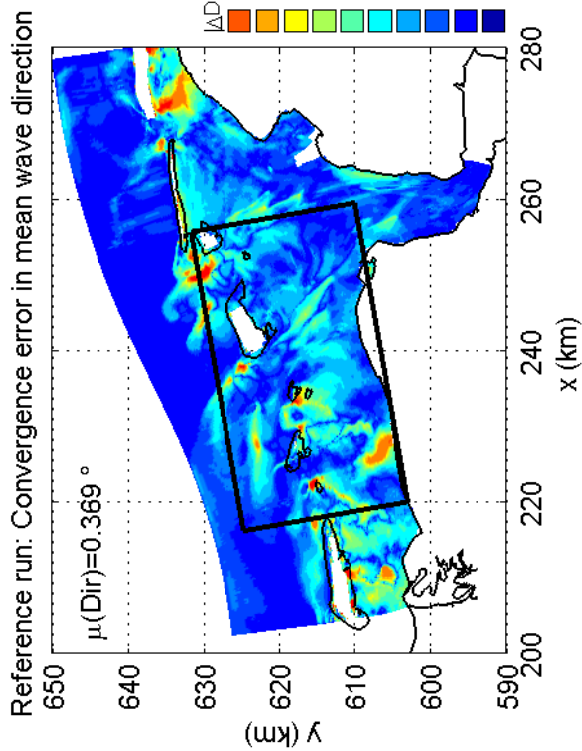 Reference run: Convergence error in mean wave direction
μ(Dir)=0.369 °
|ΔD
650
640
630
620
610
600
590
y (km)
200
220
240
260
280
x (km)